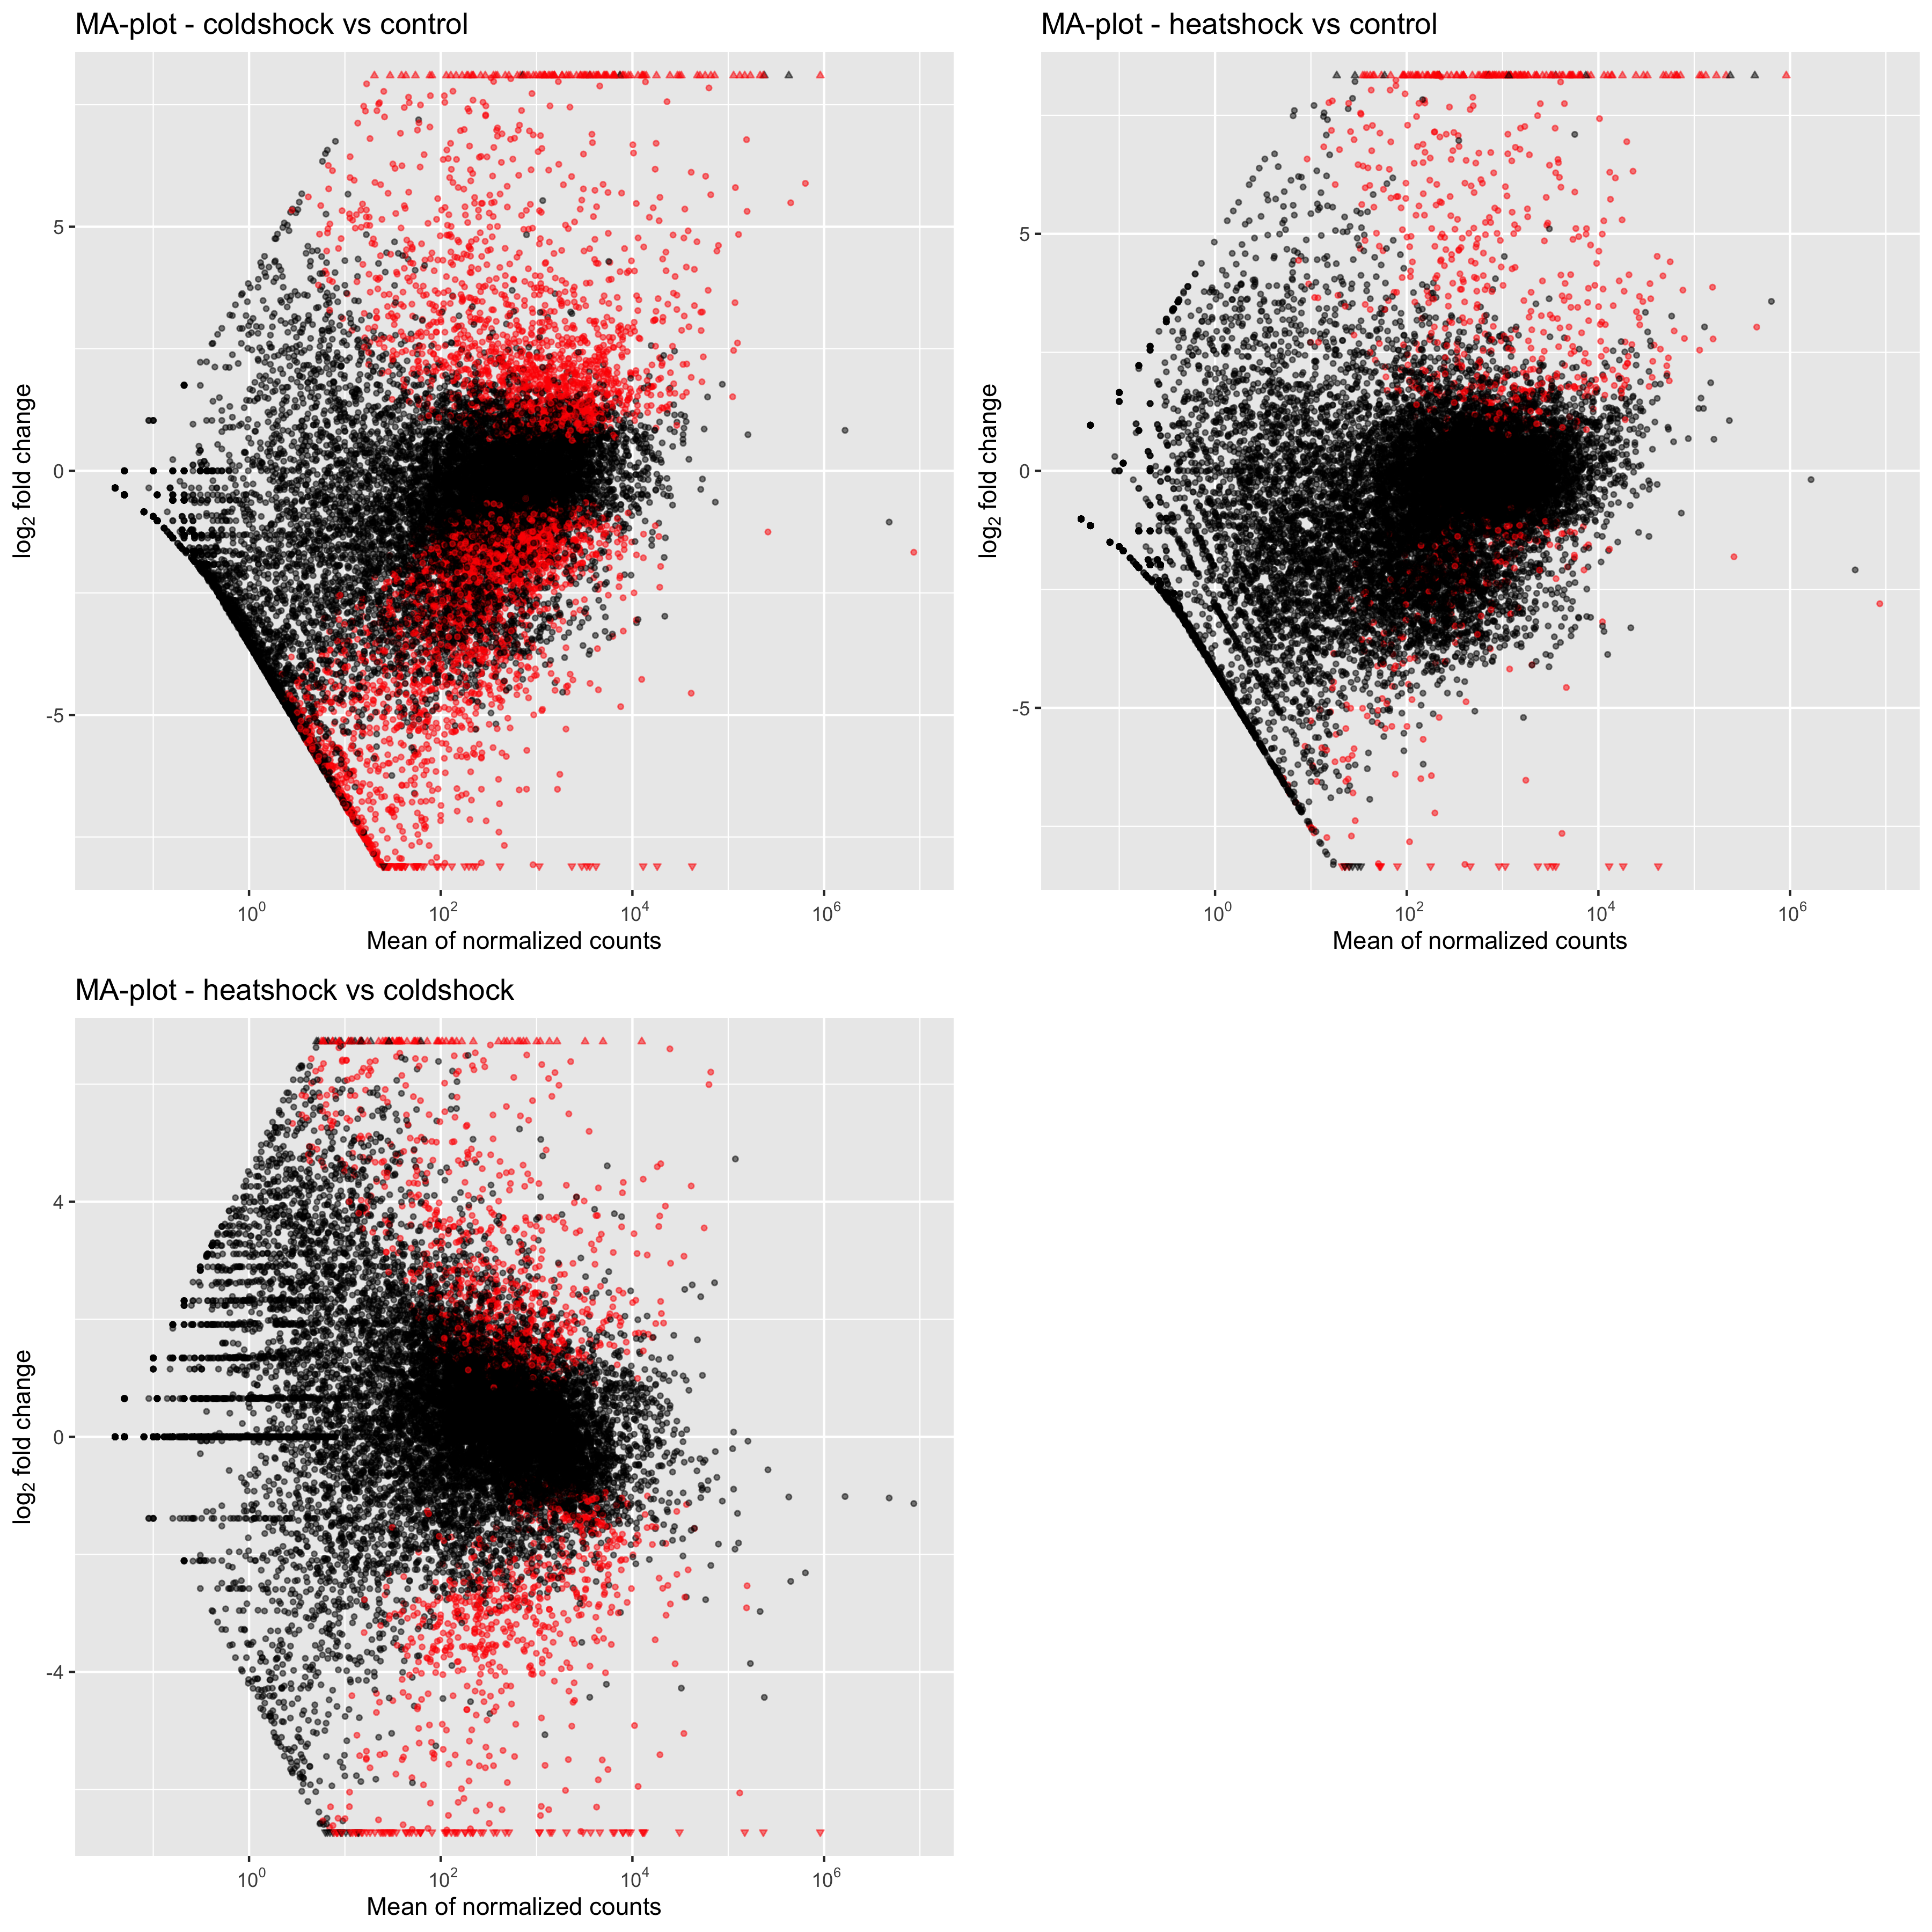 MA-plot - coldshock vs control
log2 fold change
5
0
-5
10^0 10^2 10^4 10^6
Mean of normalized counts
MA-plot - heatshock vs control
log2 fold change
5
0
-5
10^0 10^2 10^4 10^6
Mean of normalized counts
MA-plot - heatshock vs coldshock
log2 fold change
4
0
-4
10^0 10^2 10^4 10^6
Mean of normalized counts